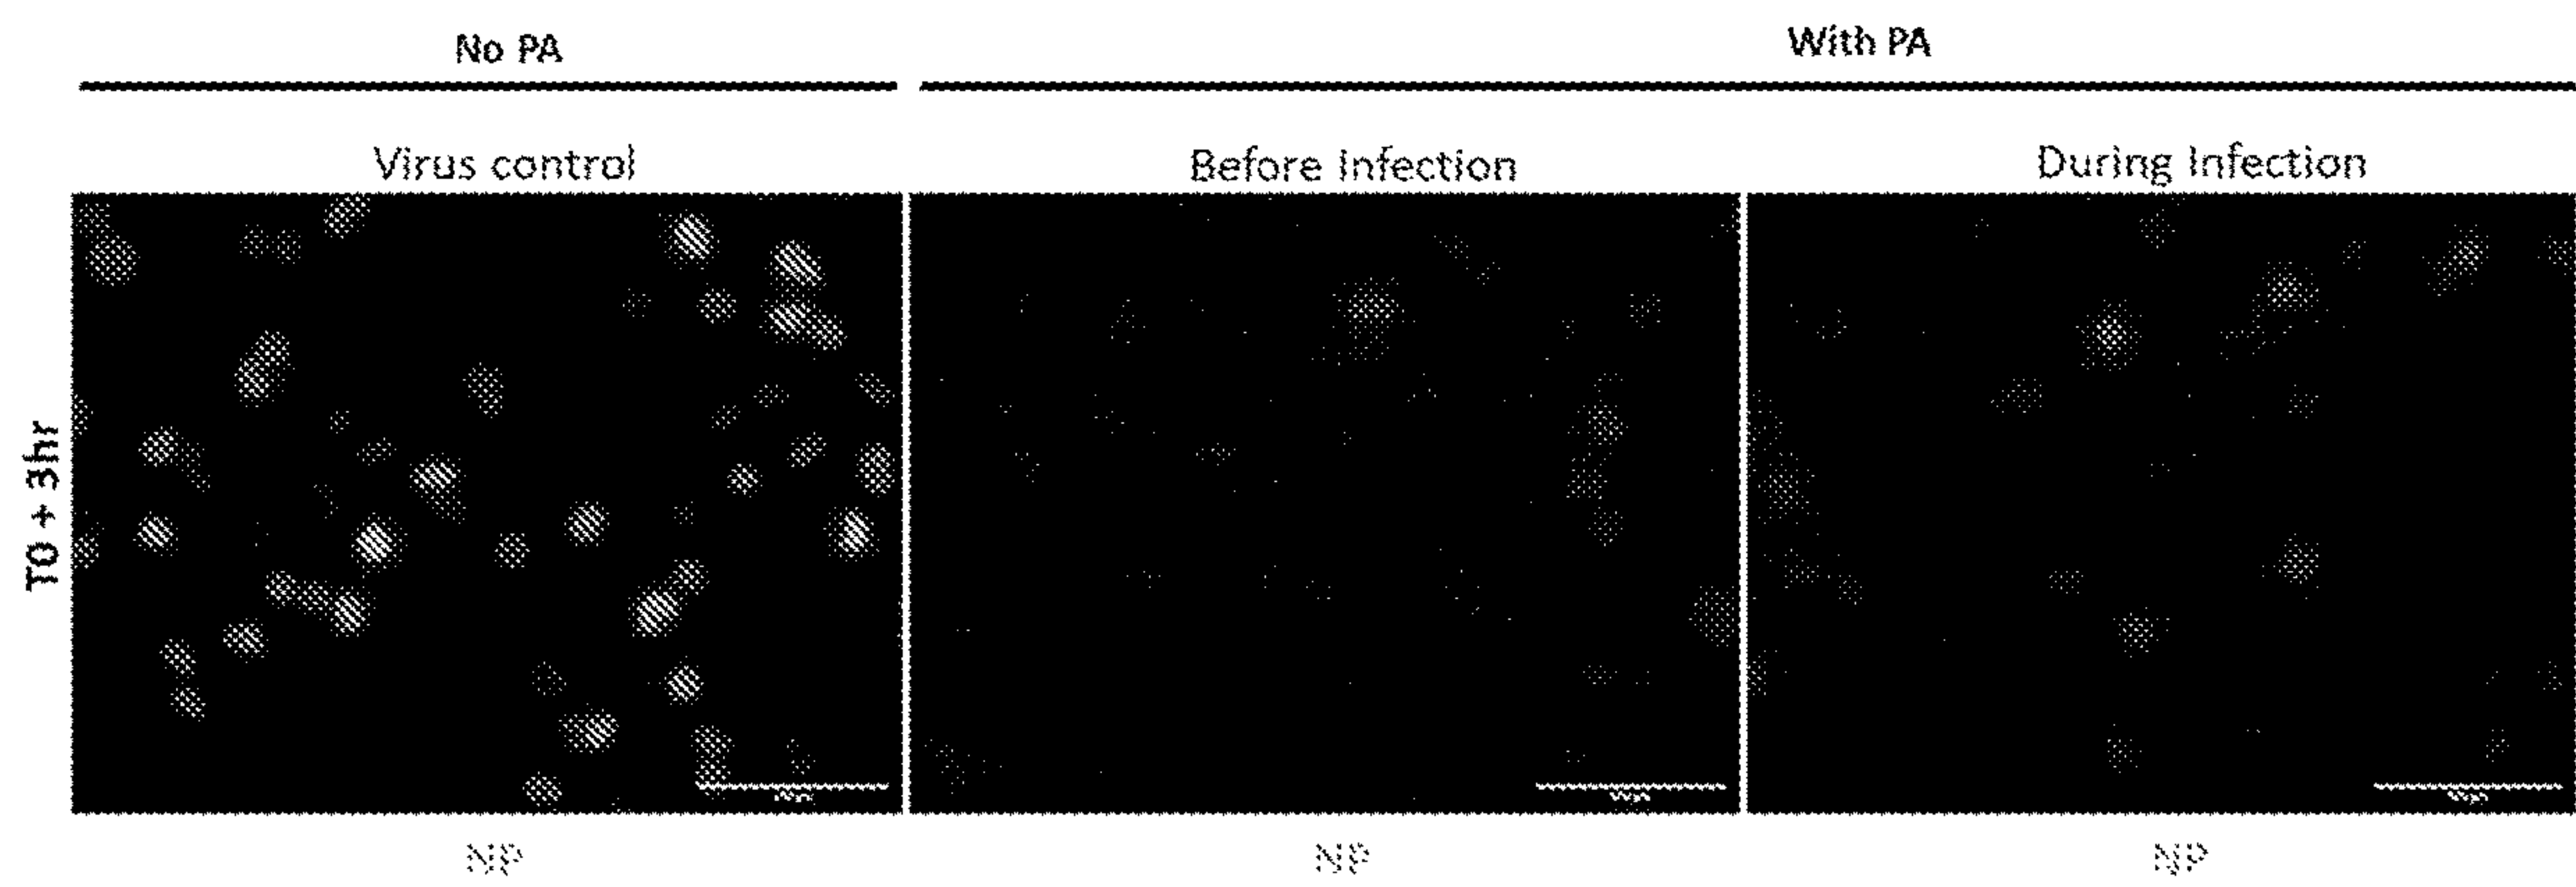 No PA
With PA
Virus control
Before Infection
During Infection
T0 + 3hr
NP
NP
NP